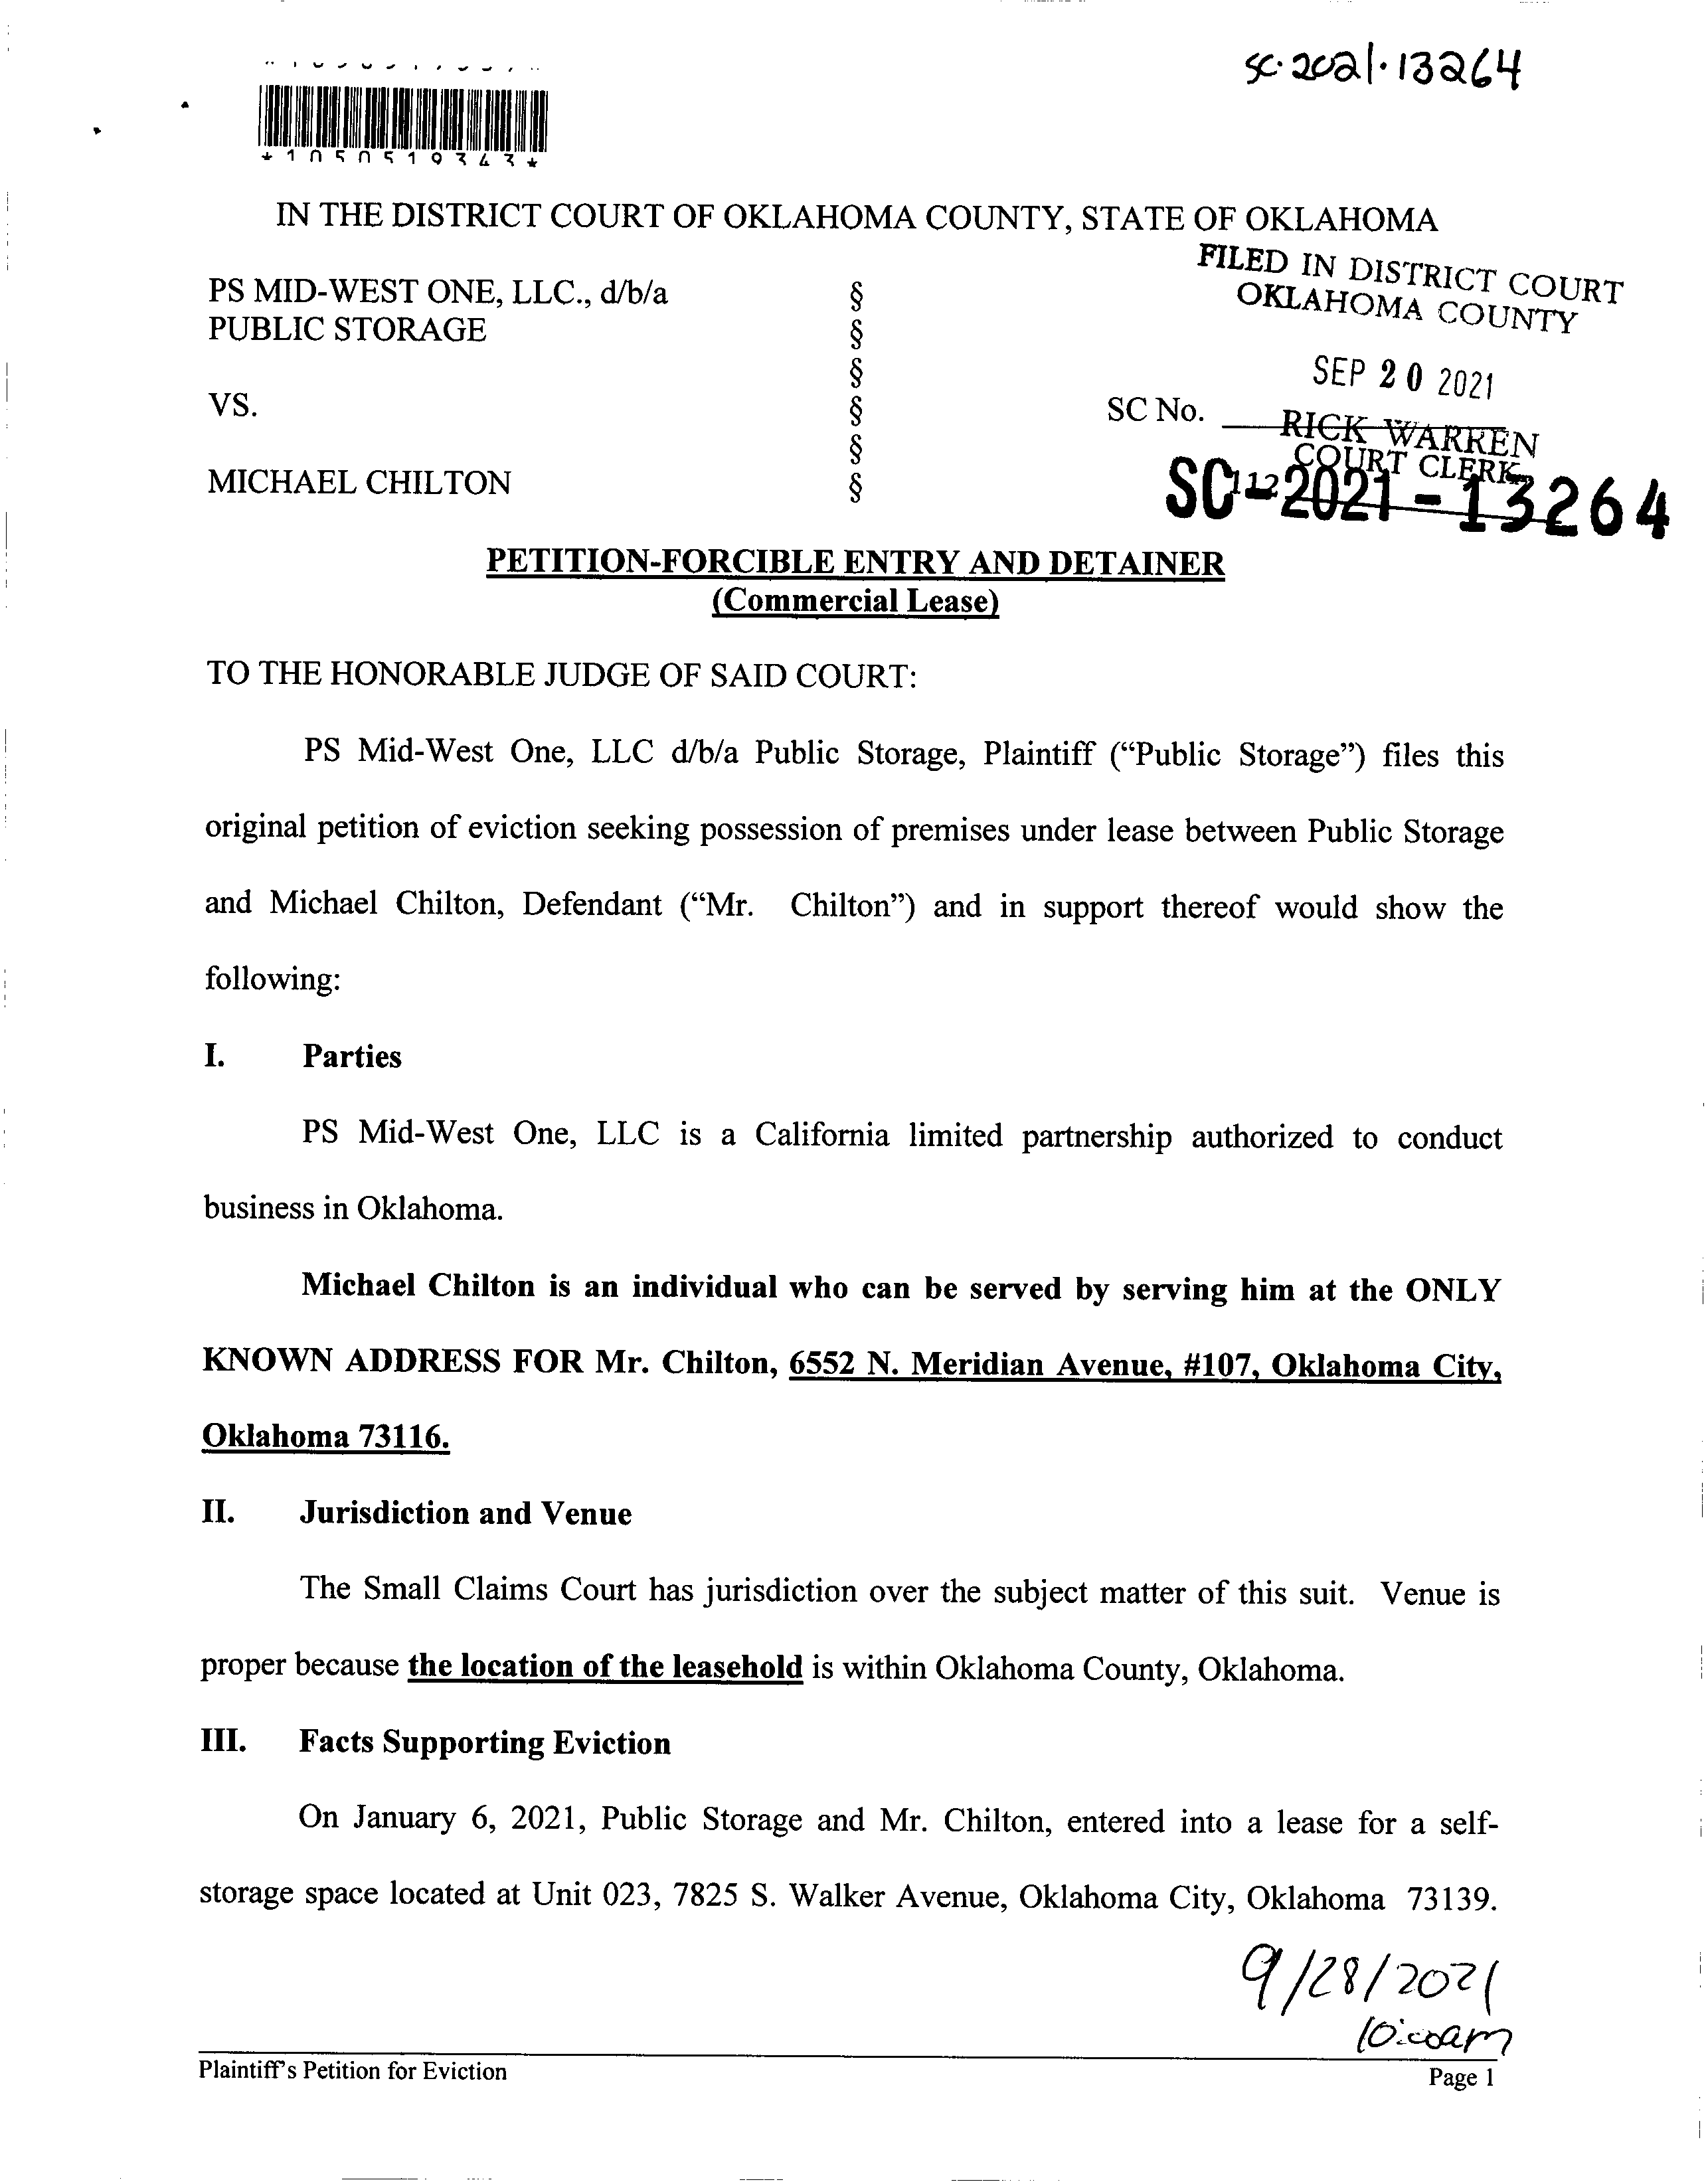 SC-2021-13264
*1050519343*
IN THE DISTRICT COURT OF OKLAHOMA COUNTY, STATE OF OKLAHOMA
FILED IN DISTRICT COURT
OKLAHOMA COUNTY
PS MID-WEST ONE, LLC., d/b/a §
PUBLIC STORAGE §
§
SEP 20 2021
VS. § SC No.
RICK WARREN
COURT CLERK
§
MICHAEL CHILTON §
112
SC-2021-13264
PETITION-FORCIBLE ENTRY AND DETAINER
(Commercial Lease)
TO THE HONORABLE JUDGE OF SAID COURT:
PS Mid-West One, LLC d/b/a Public Storage, Plaintiff (“Public Storage”) files this
original petition of eviction seeking possession of premises under lease between Public Storage
and Michael Chilton, Defendant (“Mr. Chilton”) and in support thereof would show the
following:
I. Parties
PS Mid-West One, LLC is a California limited partnership authorized to conduct
business in Oklahoma.
Michael Chilton is an individual who can be served by serving him at the ONLY
KNOWN ADDRESS FOR Mr. Chilton, 6552 N. Meridian Avenue, #107, Oklahoma City,
Oklahoma 73116.
II. Jurisdiction and Venue
The Small Claims Court has jurisdiction over the subject matter of this suit. Venue is
proper because the location of the leasehold is within Oklahoma County, Oklahoma.
III. Facts Supporting Eviction
On January 6, 2021, Public Storage and Mr. Chilton, entered into a lease for a self-
storage space located at Unit 023, 7825 S. Walker Avenue, Oklahoma City, Oklahoma 73139.
9/28/2021
10:00am
Plaintiff's Petition for Eviction Page 1